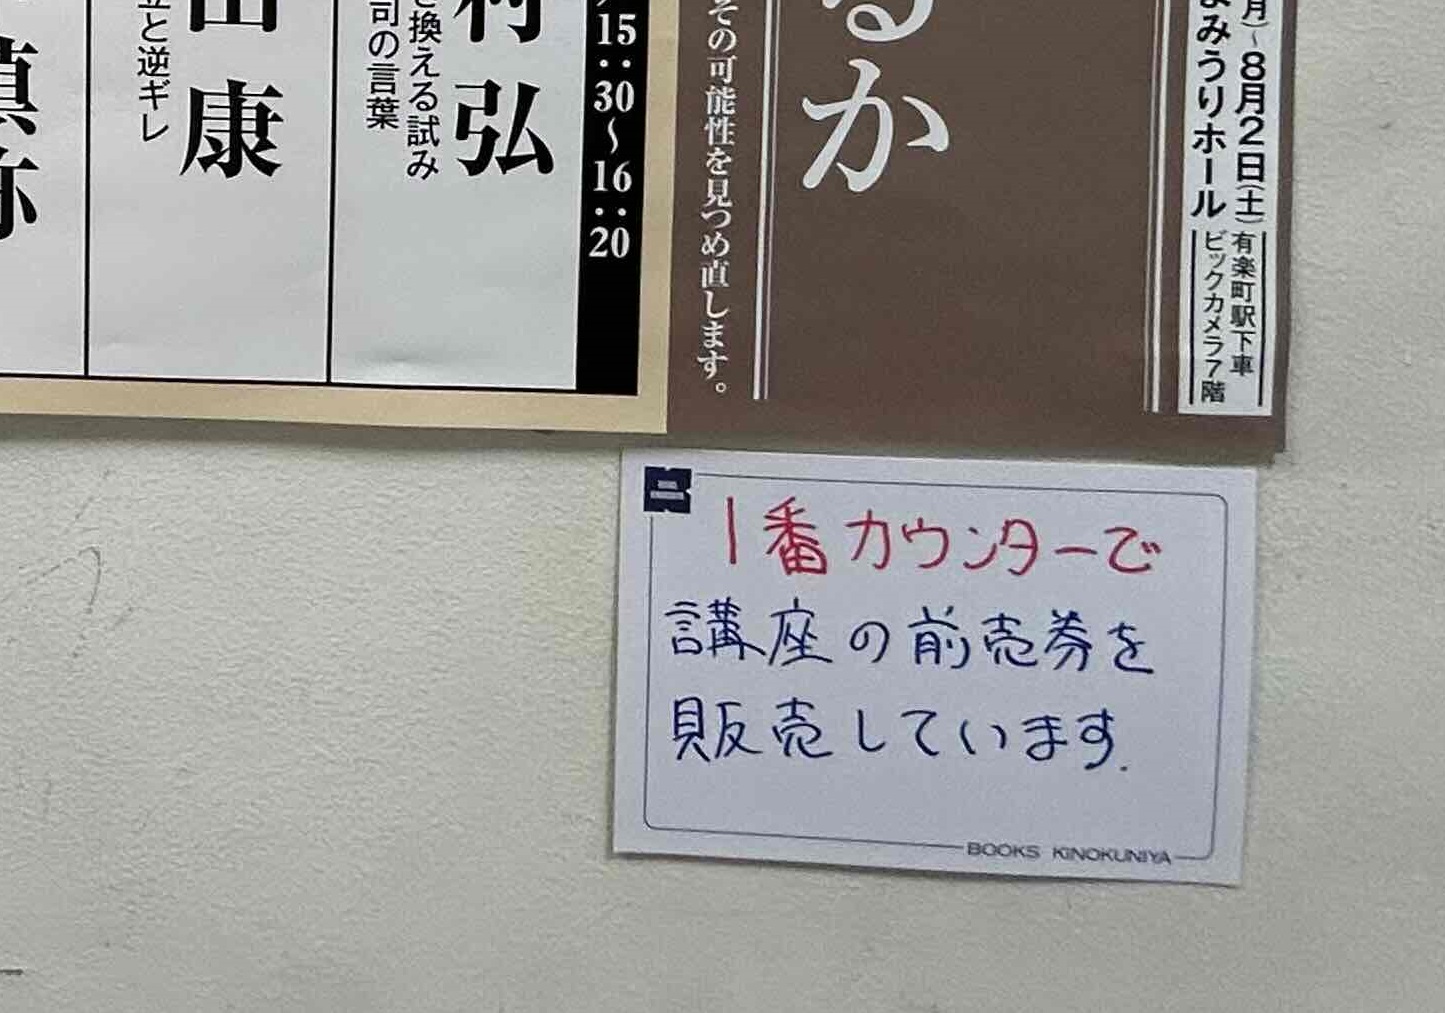 月)~8月2日(土)
よみうりホール
有楽町駅下車
ビックカメラ7階
るか
その可能性を見つめ直します。
15:30~16:20
村 弘
換える試み
司の言葉
田 康
立と逆ギレ
1番カウンターで
講座の前売券を
販売しています.
BOOKS KINOKUNIYA